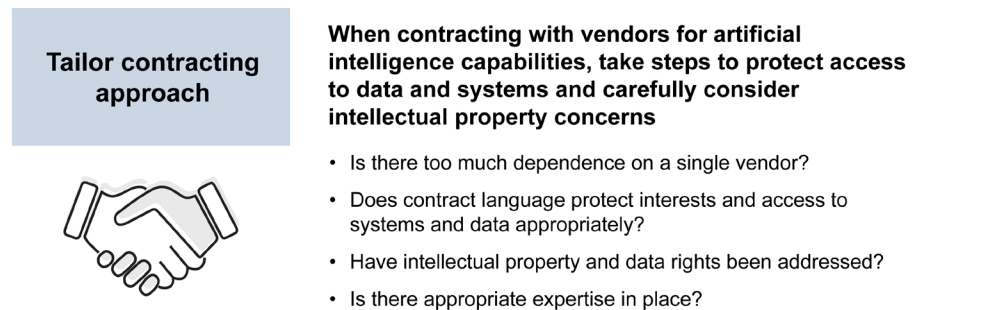 Tailor contracting
approach
When contracting with vendors for artificial
intelligence capabilities, take steps to protect access
to data and systems and carefully consider
intellectual property concerns
• Is there too much dependence on a single vendor?
• Does contract language protect interests and access to
systems and data appropriately?
• Have intellectual property and data rights been addressed?
• Is there appropriate expertise in place?